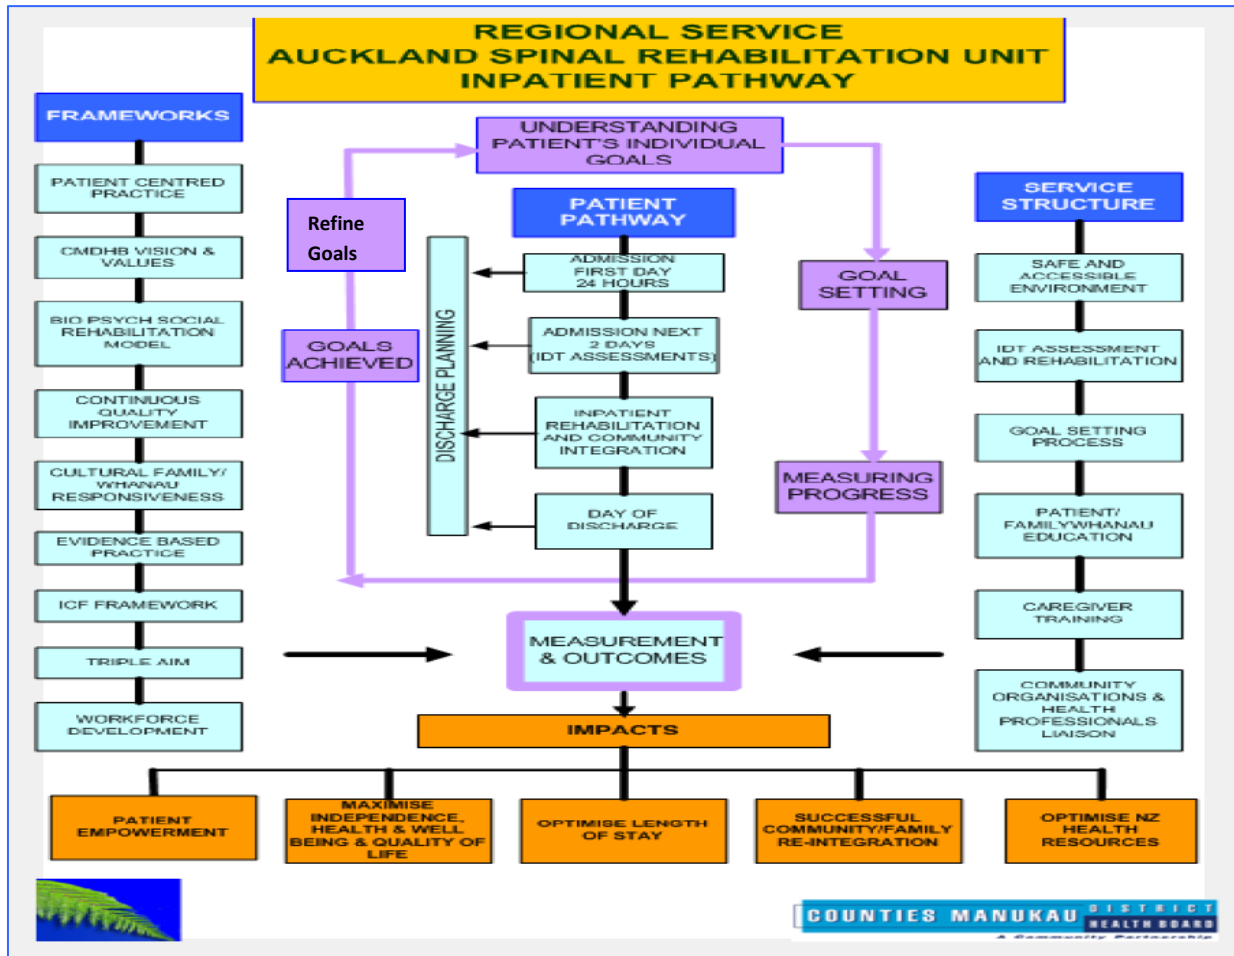 REGIONAL SERVICE
AUCKLAND SPINAL REHABILITATION UNIT
INPATIENT PATHWAY
FRAMEWORKS
PATIENT CENTRED
PRACTICE
CMDHB VISION &
VALUES
BIO PSYCH SOCIAL
REHABILITATION
MODEL
CONTINUOUS
QUALITY
IMPROVEMENT
CULTURAL FAMILY/
WHANAU
RESPONSIVENESS
EVIDENCE BASED
PRACTICE
ICF FRAMEWORK
TRIPLE AIM
WORKFORCE
DEVELOPMENT
UNDERSTANDING
PATIENT'S INDIVIDUAL
GOALS
Refine
Goals
GOALS
ACHIEVED
DISCHARGE PLANNING
PATIENT
PATHWAY
ADMISSION
FIRST DAY
24 HOURS
ADMISSION NEXT
2 DAYS
(IDT ASSESSMENTS)
INPATIENT
REHABILITATION
AND COMMUNITY
INTEGRATION
DAY OF
DISCHARGE
GOAL
SETTING
MEASURING
PROGRESS
SERVICE
STRUCTURE
SAFE AND
ACCESSIBLE
ENVIRONMENT
IDT ASSESSMENT
AND REHABILITATION
GOAL SETTING
PROCESS
PATIENT/
FAMILYWHANAU
EDUCATION
CAREGIVER
TRAINING
COMMUNITY
ORGANISATIONS &
HEALTH
PROFESSIONALS
LIAISON
MEASUREMENT
& OUTCOMES
IMPACTS
PATIENT
EMPOWERMENT
MAXIMISE
INDEPENDENCE,
HEALTH & WELL
BEING & QUALITY OF
LIFE
OPTIMISE LENGTH
OF STAY
SUCCESSFUL
COMMUNITY/FAMILY
RE-INTEGRATION
OPTIMISE NZ
HEALTH
RESOURCES
COUNTIES MANUKAU
DISTRICT
HEALTH BOARD
A Community Partnership